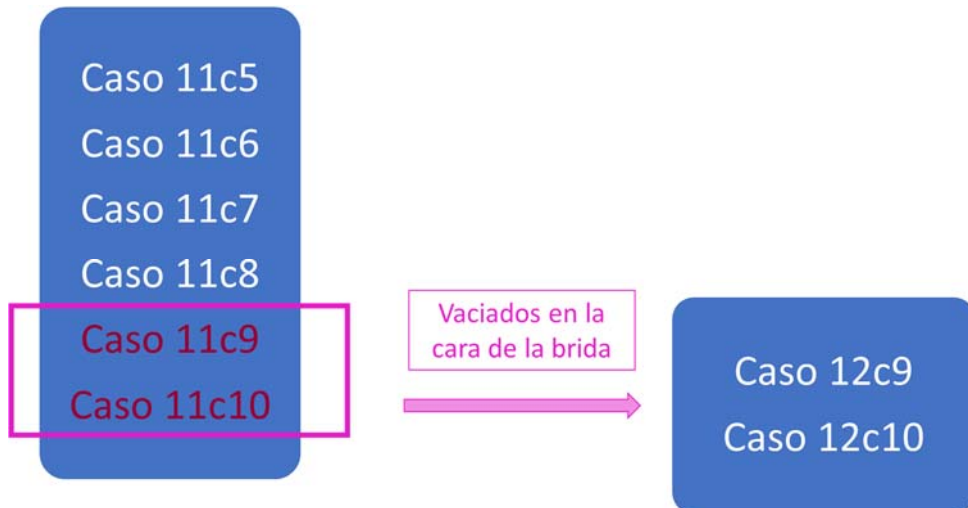 Caso 11c5
Caso 11c6
Caso 11c7
Caso 11c8
Caso 11c9
Caso 11c10
Vaciados en la
cara de la brida
Caso 12c9
Caso 12c10